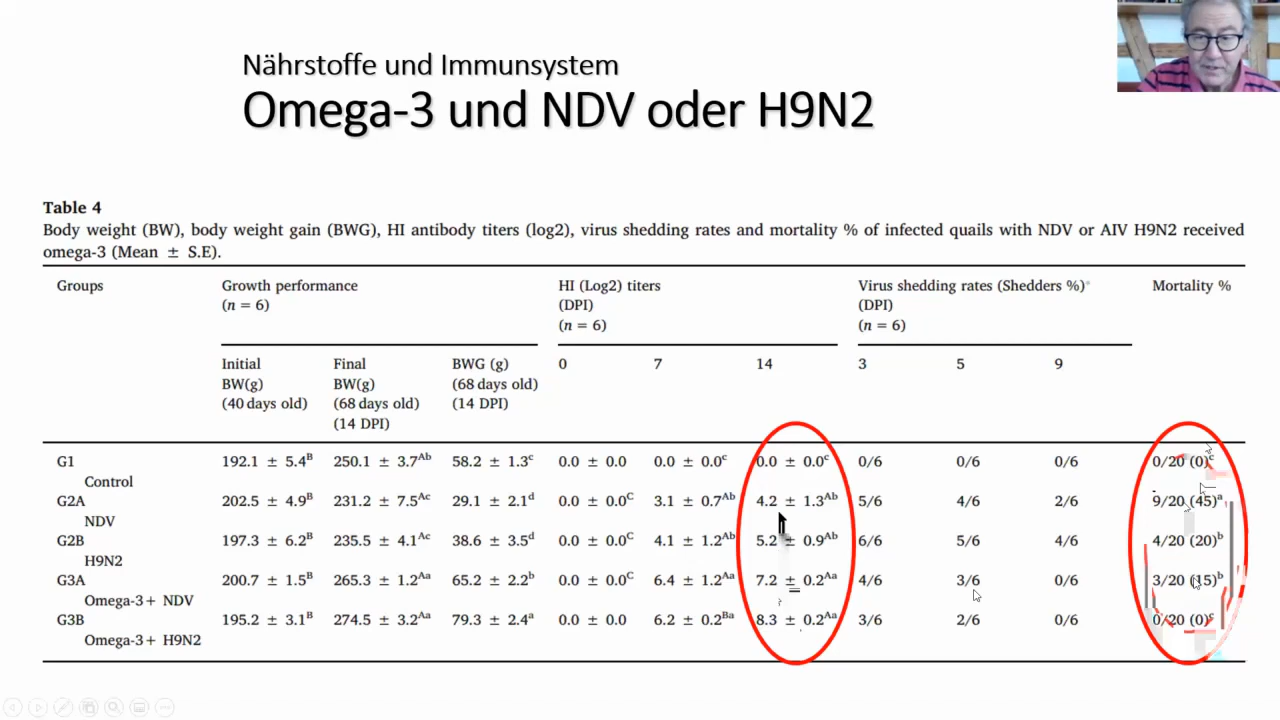 Nährstoffe und Immunsystem
Omega-3 und NDV oder H9N2
Table 4
Body weight (BW), body weight gain (BWG), HI antibody titers (log2), virus shedding rates and mortality % of infected quails with NDV or AIV H9N2 received
omega-3 (Mean ± S.E).
Groups Growth performance HI (Log2) titers Virus shedding rates (Shedders %)* Mortality %
(n = 6) (DPI) (DPI)
(n = 6) (n = 6)
Initial Final BWG (g) 0 7 14 3 5 9
BW(g) BW(g) (68 days old)
(40 days old) (68 days old) (14 DPI)
(14 DPI)
G1 192.1 ± 5.4B 250.1 ± 3.7Ab 58.2 ± 1.3c 0.0 ± 0.0 0.0 ± 0.0c 0.0 ± 0.0c 0/6 0/6 0/6 0/20 (0)c
Control
G2A 202.5 ± 4.9B 231.2 ± 7.5Ac 29.1 ± 2.1d 0.0 ± 0.0C 3.1 ± 0.7Ab 4.2 ± 1.3Ab 5/6 4/6 2/6 9/20 (45)a
NDV
G2B 197.3 ± 6.2B 235.5 ± 4.1Ac 38.6 ± 3.5d 0.0 ± 0.0C 4.1 ± 1.2Ab 5.2 ± 0.9Ab 6/6 5/6 4/6 4/20 (20)b
H9N2
G3A 200.7 ± 1.5B 265.3 ± 1.2Aa 65.2 ± 2.2b 0.0 ± 0.0C 6.4 ± 1.2Aa 7.2 ± 0.2Aa 4/6 3/6 0/6 3/20 (15)b
Omega-3+ NDV
G3B 195.2 ± 3.1B 274.5 ± 3.2Aa 79.3 ± 2.4a 0.0 ± 0.0 6.2 ± 0.2Ba 8.3 ± 0.2Aa 3/6 2/6 0/6 0/20 (0)c
Omega-3+ H9N2